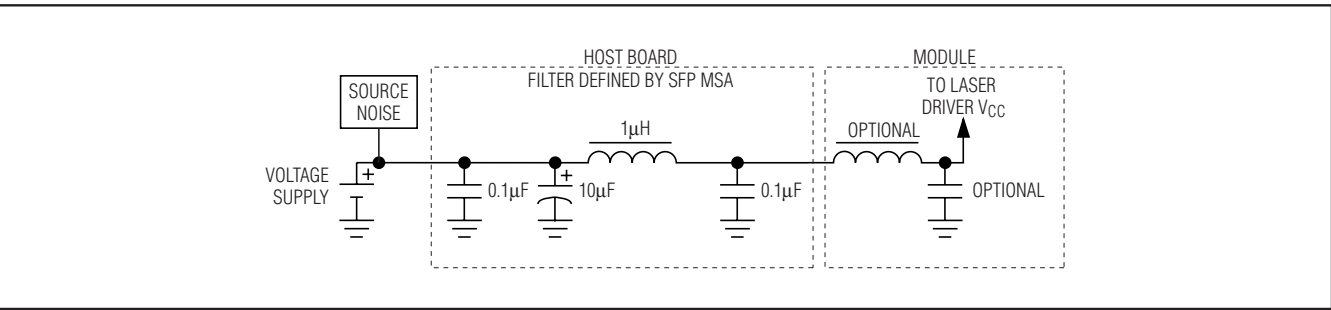 HOST BOARD
FILTER DEFINED BY SFP MSA
MODULE
SOURCE
NOISE
TO LASER
DRIVER VCC
1μH
OPTIONAL
VOLTAGE
SUPPLY
+
0.1μF
+
10μF
0.1μF
OPTIONAL